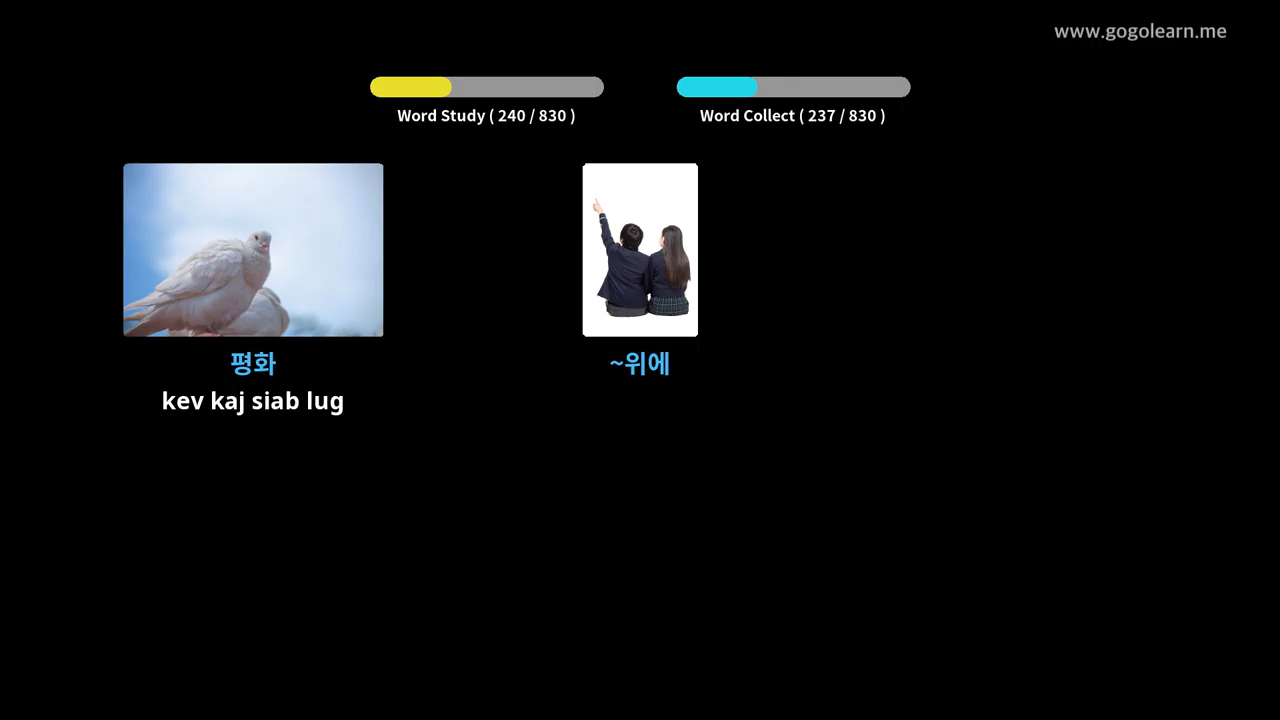 www.gogolearn.me
Word Study ( 240 / 830 )
Word Collect ( 237 / 830 )
평화
kev kaj siab lug
~위에